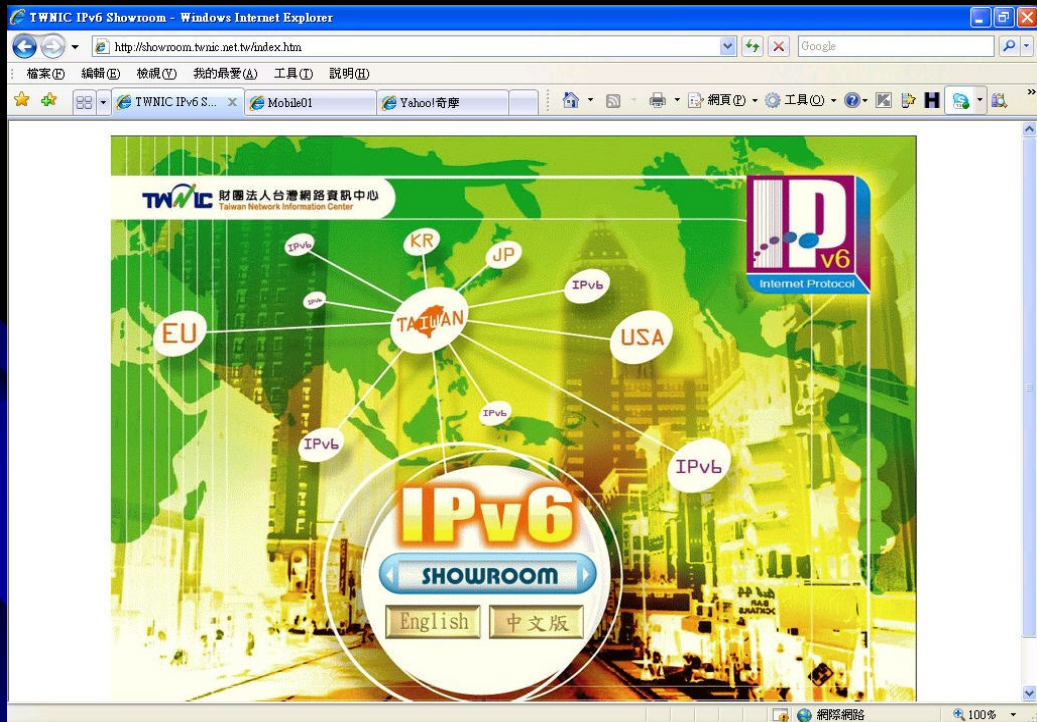 TWNIC IPv6 Showroom - Windows Internet Explorer
http://showroom.twnic.net.tw/index.htm
Google
檔案(F) 編輯(E) 檢視(V) 我的最愛(A) 工具(T) 說明(H)
TWNIC IPv6 S...
Mobile01
Yahoo!奇摩
網頁(P)
工具(O)
TWNIC 財團法人台灣網路資訊中心
Taiwan Network Information Center
IPv6
Internet Protocol
IPv6
KR
JP
IPv6
IPv6
EU
TAIWAN
USA
IPv6
IPv6
IPv6
IPv6
SHOWROOM
English
中文版
網際網路
100%